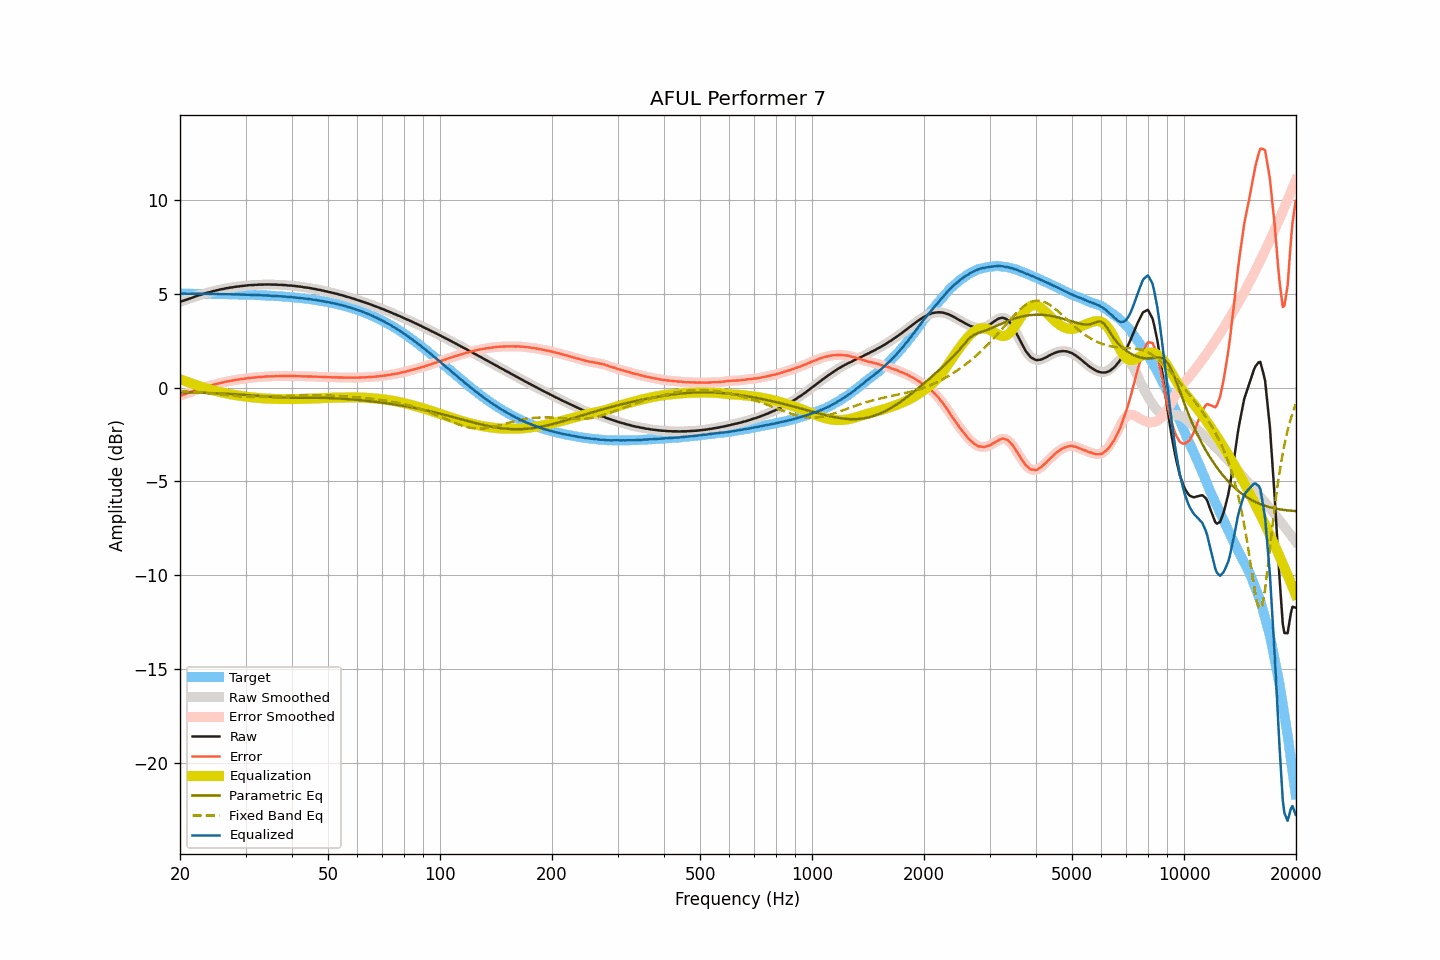 AFUL Performer 7
Amplitude (dBr)
10
5
0
−5
−10
−15
−20
Target
Raw Smoothed
Error Smoothed
Raw
Error
Equalization
Parametric Eq
Fixed Band Eq
Equalized
20 50 100 200 500 1000 2000 5000 10000 20000
Frequency (Hz)